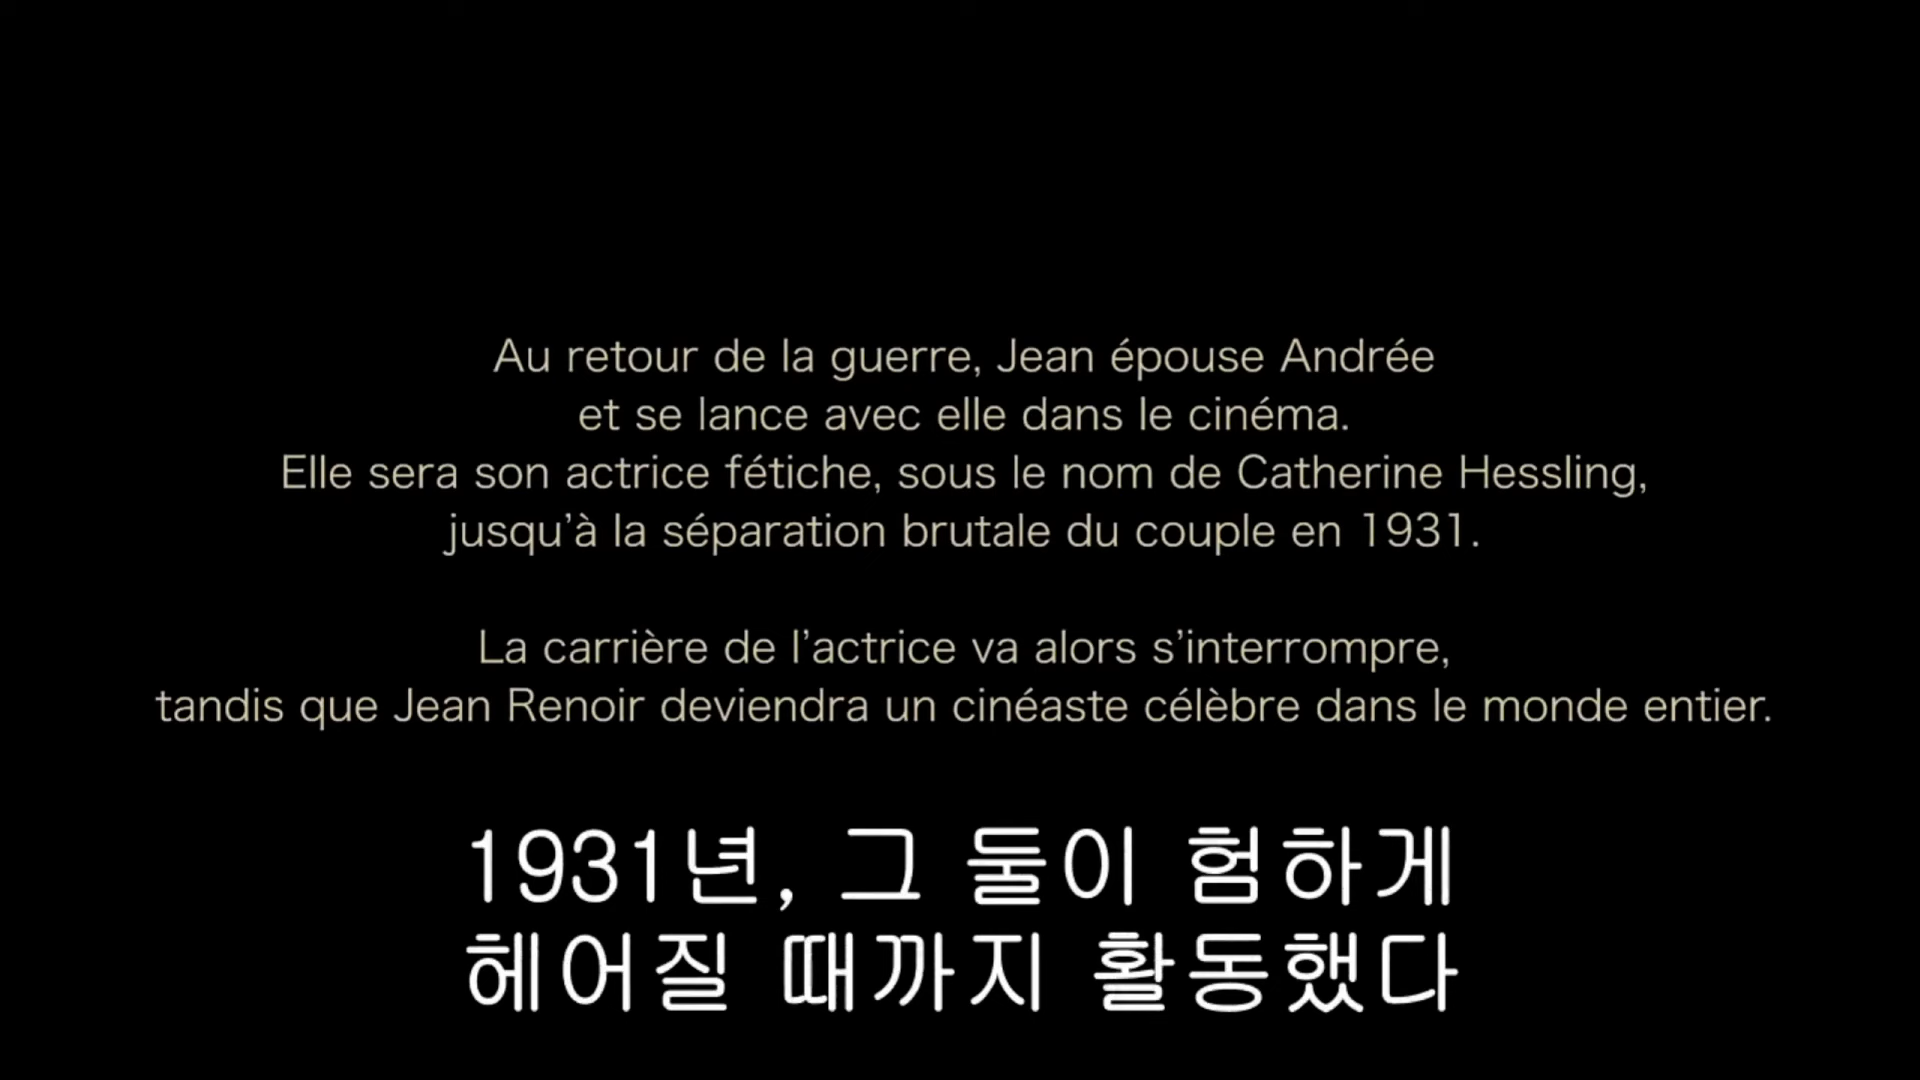 Au retour de la guerre, Jean épouse Andrée
et se lance avec elle dans le cinéma.
Elle sera son actrice fétiche, sous le nom de Catherine Hessling,
jusqu’à la séparation brutale du couple en 1931.
La carrière de l’actrice va alors s’interrompre,
tandis que Jean Renoir deviendra un cinéaste célèbre dans le monde entier.
1931년, 그 둘이 험하게
헤어질 때까지 활동했다